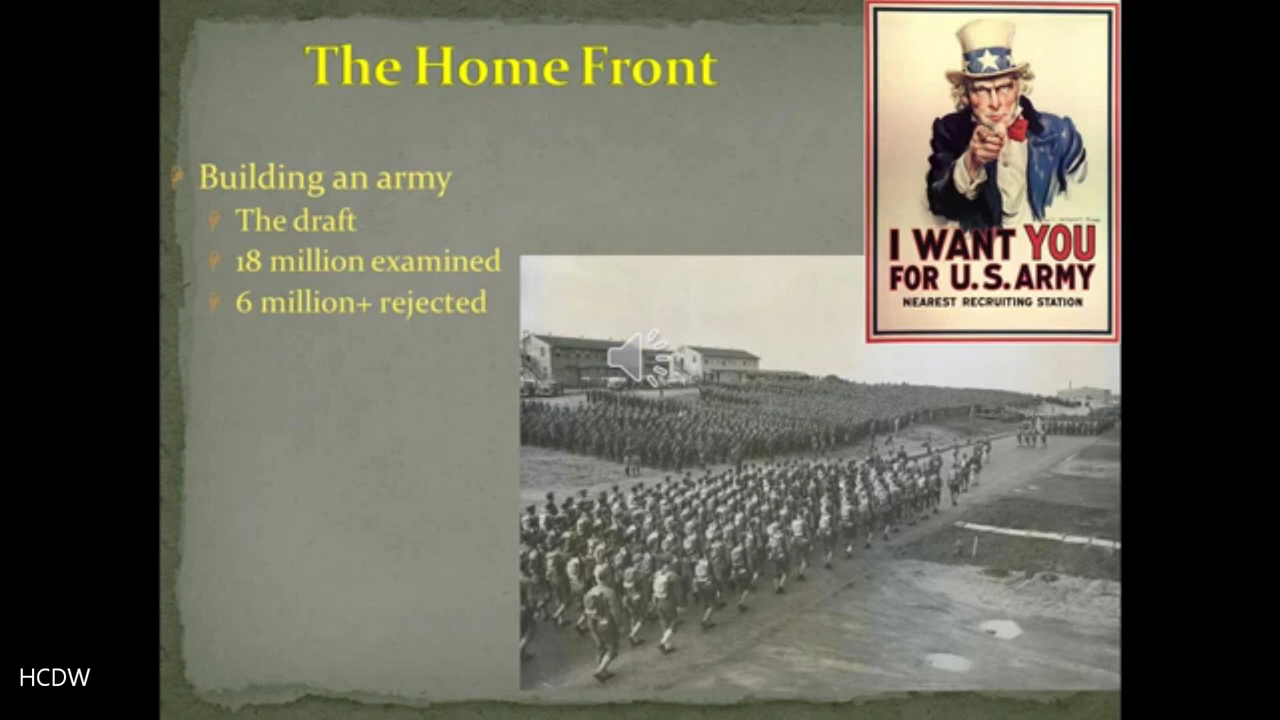 The Home Front
Building an army
The draft
18 million examined
6 million+ rejected
I WANT YOU
FOR U.S. ARMY
NEAREST RECRUITING STATION
HCDW